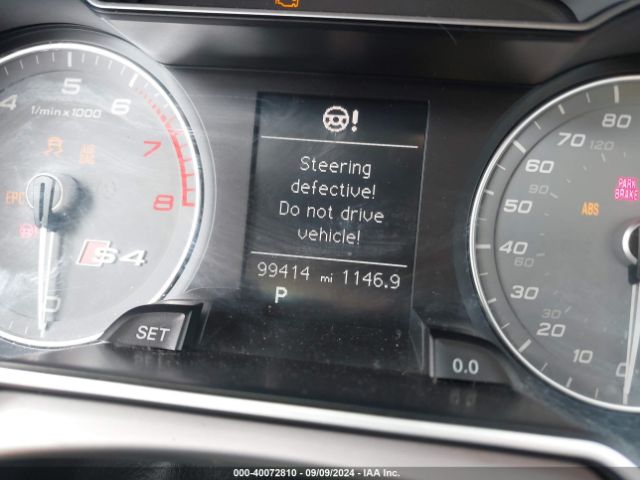 4 5 6 7 8
1/min x 1000
EPC
S4
0
SET
Steering
defective!
Do not drive
vehicle!
99414 mi 1146.9
P
0.0
80
70 120
60
90
50
40
60
30
30
20
10
0
ABS
PARK
BRAKE
000-40072810 - 09/09/2024 - IAA Inc.